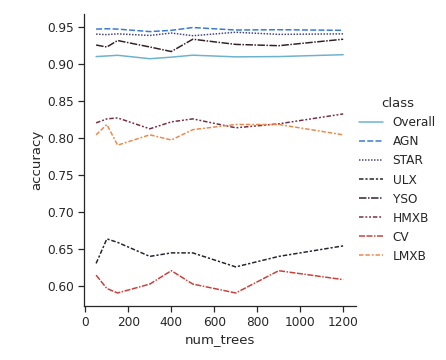 0.95
0.90
0.85
0.80
0.75
0.70
0.65
0.60
accuracy
0
200
400
600
800
1000
1200
num_trees
class
Overall
AGN
STAR
ULX
YSO
HMXB
CV
LMXB